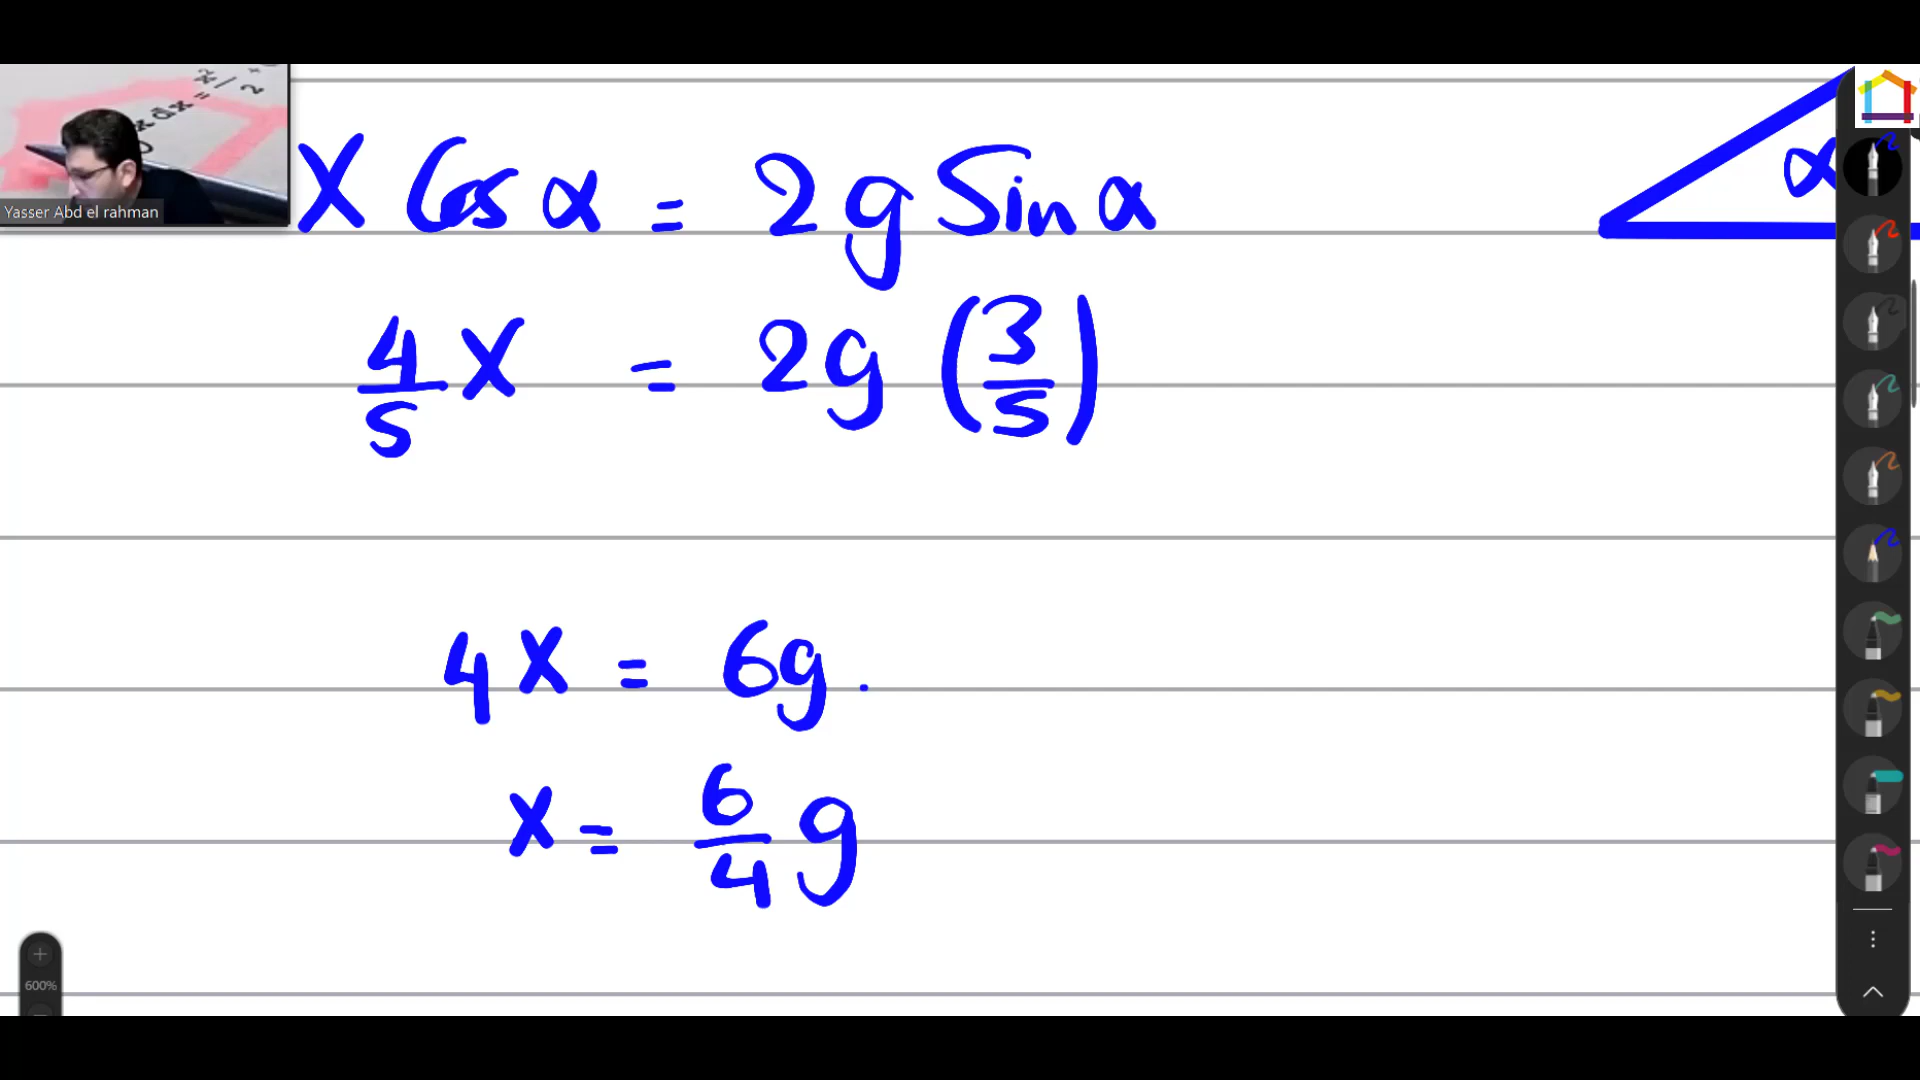 X Cos α = 2g Sin α
α
4/5 X = 2g (3/5)
4X = 6g.
x = 6/4 g
Yasser Abd el rahman
600%